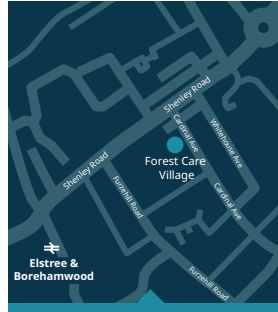 Shenley Road
Cardinal Ave
Whitehouse Ave
Forest Care
Village
Shenley Road
Furzehill Road
Cardinal Ave
Elstree &
Borehamwood
Furzehill Road